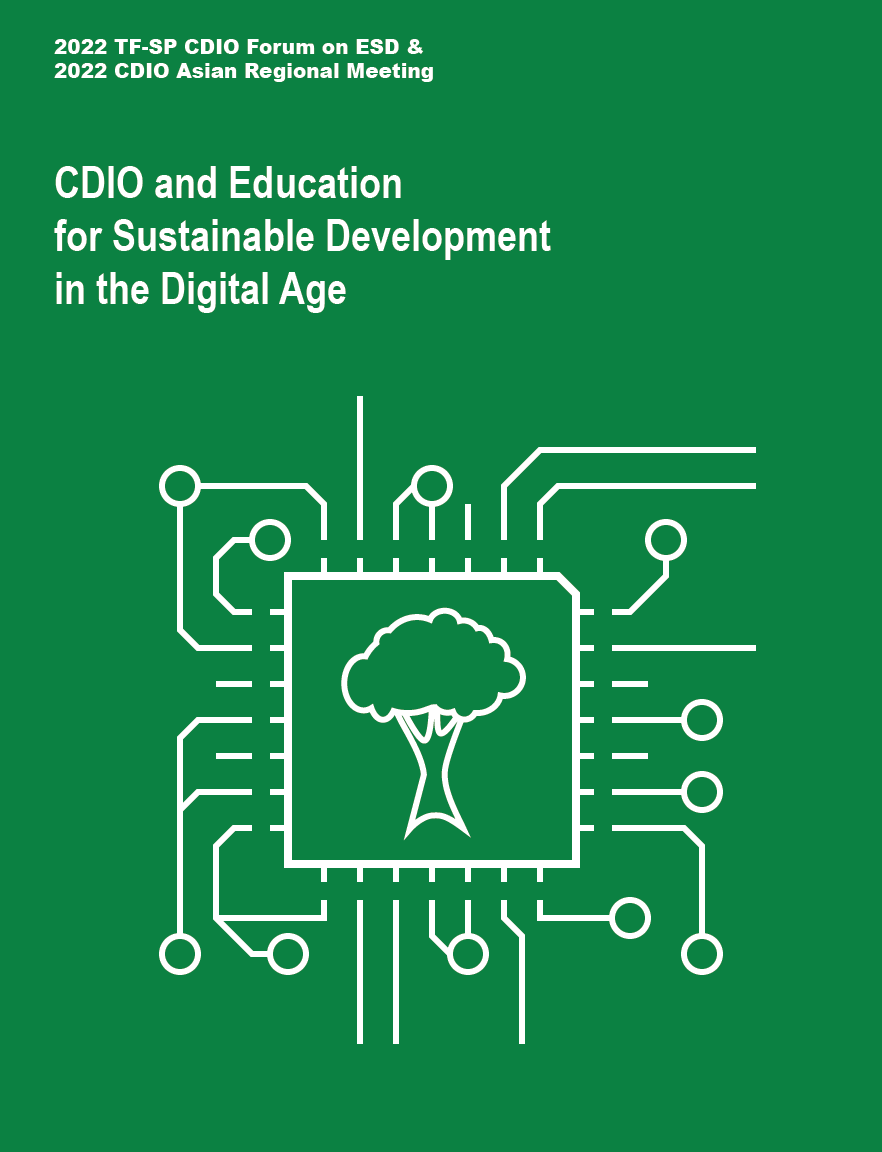 2022 TF-SP CDIO Forum on ESD &
2022 CDIO Asian Regional Meeting
CDIO and Education
for Sustainable Development
in the Digital Age